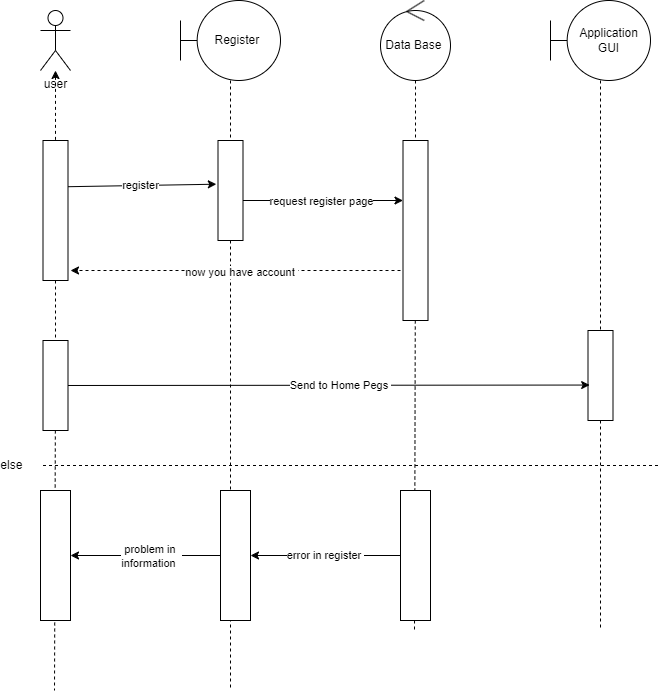 Register
Data Base
Application
GUI
user
register
request register page
now you have account
Send to Home Pegs
else
problem in
information
error in register